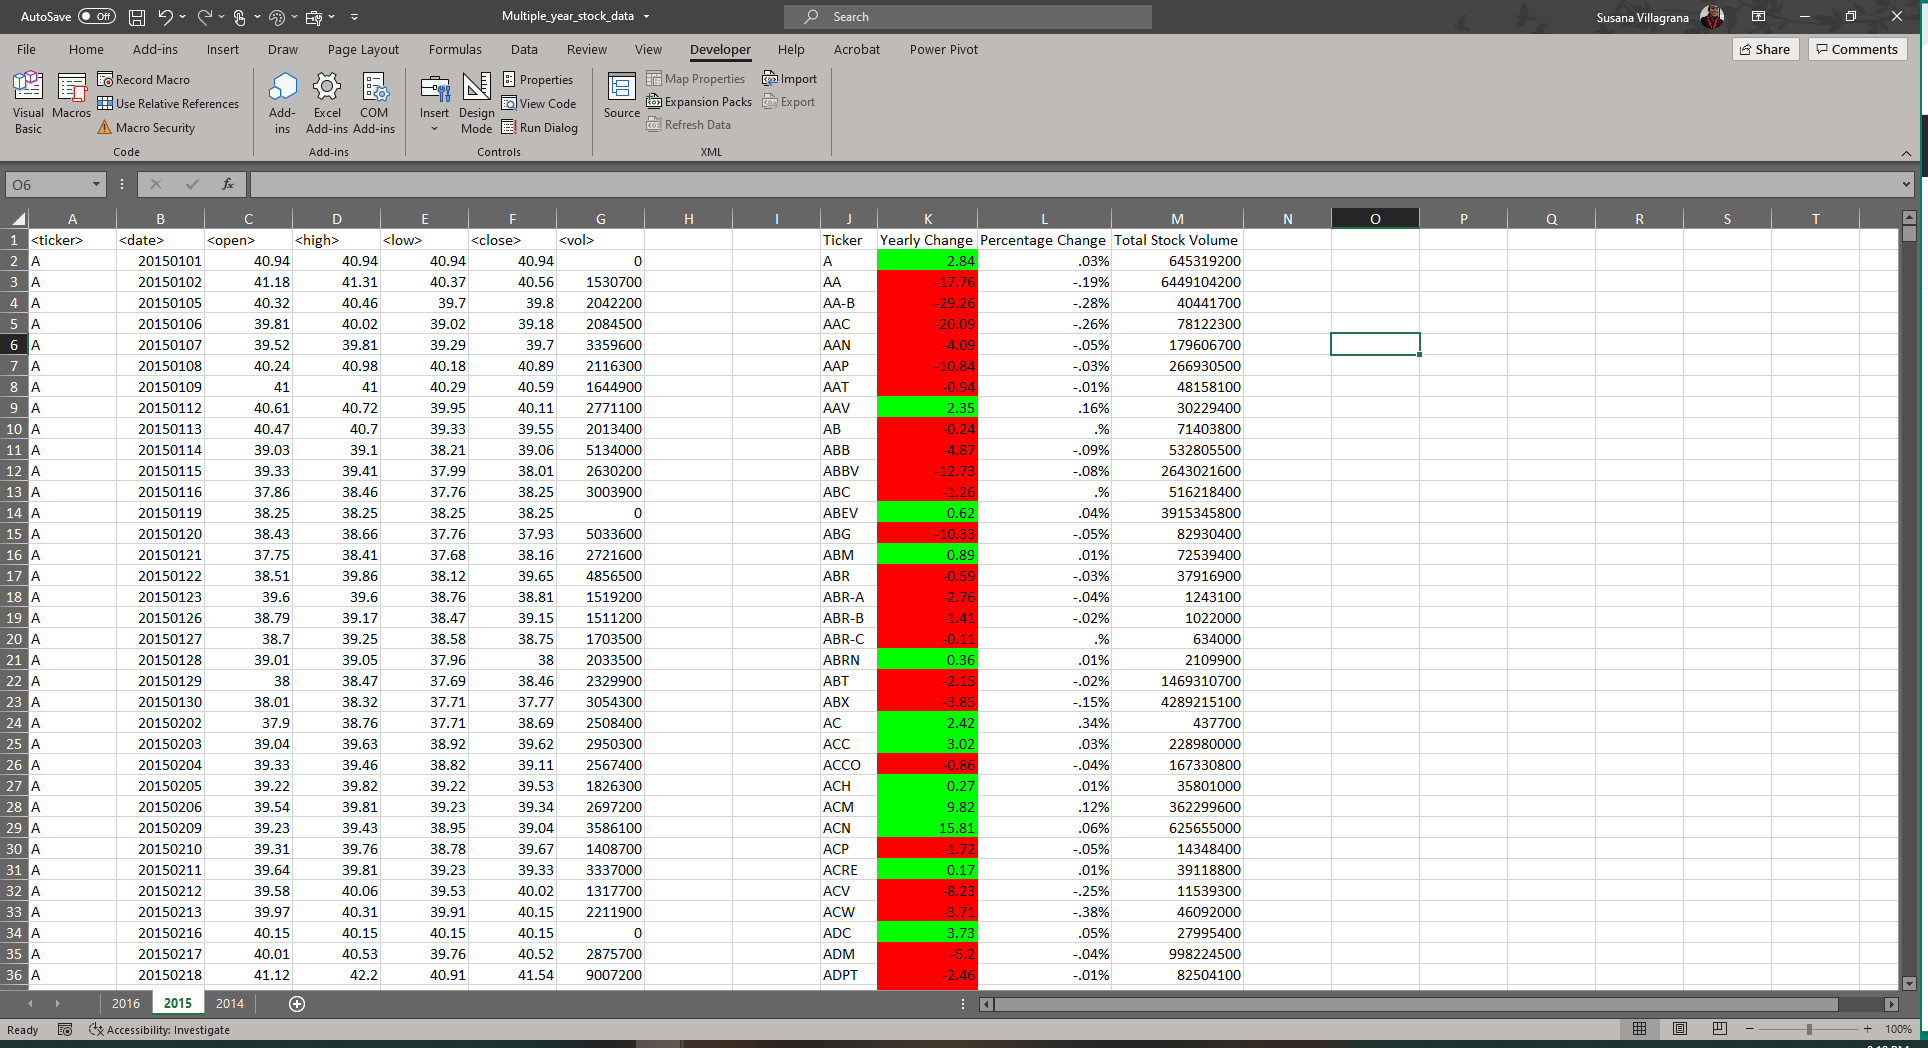 AutoSave Off Multiple_year_stock_data Search Susana Villagrana
File Home Add-ins Insert Draw Page Layout Formulas Data Review View Developer Help Acrobat Power Pivot Share Comments
Visual Basic
Macros
Record Macro
Use Relative References
Macro Security
Code
Add-ins
Excel Add-ins
COM Add-ins
Add-ins
Insert
Design Mode
Properties
View Code
Run Dialog
Controls
Source
Map Properties
Expansion Packs
Refresh Data
Import
Export
XML
O6 fx
A B C D E F G H I J K L M N O P Q R S T
1 <ticker> <date> <open> <high> <low> <close> <vol> Ticker Yearly Change Percentage Change Total Stock Volume
2 A 20150101 40.94 40.94 40.94 40.94 0 A 2.84 .03% 645319200
3 A 20150102 41.18 41.31 40.37 40.56 1530700 AA -17.76 -.19% 6449104200
4 A 20150105 40.32 40.46 39.7 39.8 2042200 AA-B -29.26 -.28% 40441700
5 A 20150106 39.81 40.02 39.02 39.18 2084500 AAC -20.09 -.26% 78122300
6 A 20150107 39.52 39.81 39.29 39.7 3359600 AAN -4.09 -.05% 179606700
7 A 20150108 40.24 40.98 40.18 40.89 2116300 AAP -10.84 -.03% 266930500
8 A 20150109 41 41 40.29 40.59 1644900 AAT -0.94 -.01% 48158100
9 A 20150112 40.61 40.72 39.95 40.11 2771100 AAV 2.35 .16% 30229400
10 A 20150113 40.47 40.7 39.33 39.55 2013400 AB -0.24 .% 71403800
11 A 20150114 39.03 39.1 38.21 39.06 5134000 ABB -4.87 -.09% 532805500
12 A 20150115 39.33 39.41 37.99 38.01 2630200 ABBV -12.73 -.08% 2643021600
13 A 20150116 37.86 38.46 37.76 38.25 3003900 ABC -1.26 .% 516218400
14 A 20150119 38.25 38.25 38.25 38.25 0 ABEV 0.62 .04% 3915345800
15 A 20150120 38.43 38.66 37.76 37.93 5033600 ABG -10.33 -.05% 82930400
16 A 20150121 37.75 38.41 37.68 38.16 2721600 ABM 0.89 .01% 72539400
17 A 20150122 38.51 39.86 38.12 39.65 4856500 ABR -0.59 -.03% 37916900
18 A 20150123 39.6 39.6 38.76 38.81 1519200 ABR-A -2.76 -.04% 1243100
19 A 20150126 38.79 39.17 38.47 39.15 1511200 ABR-B -1.41 -.02% 1022000
20 A 20150127 38.7 39.25 38.58 38.75 1703500 ABR-C -0.11 .% 634000
21 A 20150128 39.01 39.05 37.96 38 2033500 ABRN 0.36 .01% 2109900
22 A 20150129 38 38.47 37.69 38.46 2329900 ABT -2.15 -.02% 1469310700
23 A 20150130 38.01 38.32 37.71 37.77 3054300 ABX -3.85 -.15% 4289215100
24 A 20150202 37.9 38.76 37.71 38.69 2508400 AC 2.42 .34% 437700
25 A 20150203 39.04 39.63 38.92 39.62 2950300 ACC 3.02 .03% 228980000
26 A 20150204 39.33 39.46 38.82 39.11 2567400 ACCO -0.86 -.04% 167330800
27 A 20150205 39.22 39.82 39.22 39.53 1826300 ACH 0.27 .01% 35801000
28 A 20150206 39.54 39.81 39.23 39.34 2697200 ACM 9.82 .12% 362299600
29 A 20150209 39.23 39.43 38.95 39.04 3586100 ACN 15.81 .06% 625655000
30 A 20150210 39.31 39.76 38.78 39.67 1408700 ACP -1.72 -.05% 14348400
31 A 20150211 39.64 39.81 39.23 39.33 3337000 ACRE 0.17 .01% 39118800
32 A 20150212 39.58 40.06 39.53 40.02 1317700 ACV -8.23 -.25% 11539300
33 A 20150213 39.97 40.31 39.91 40.15 2211900 ACW -3.71 -.38% 46092000
34 A 20150216 40.15 40.15 40.15 40.15 0 ADC 3.73 .05% 27995400
35 A 20150217 40.01 40.53 39.76 40.52 2875700 ADM -5.2 -.04% 998224500
36 A 20150218 41.12 42.2 40.91 41.54 9007200 ADPT -2.46 -.01% 82504100
2016 2015 2014
Ready Accessibility: Investigate 100%